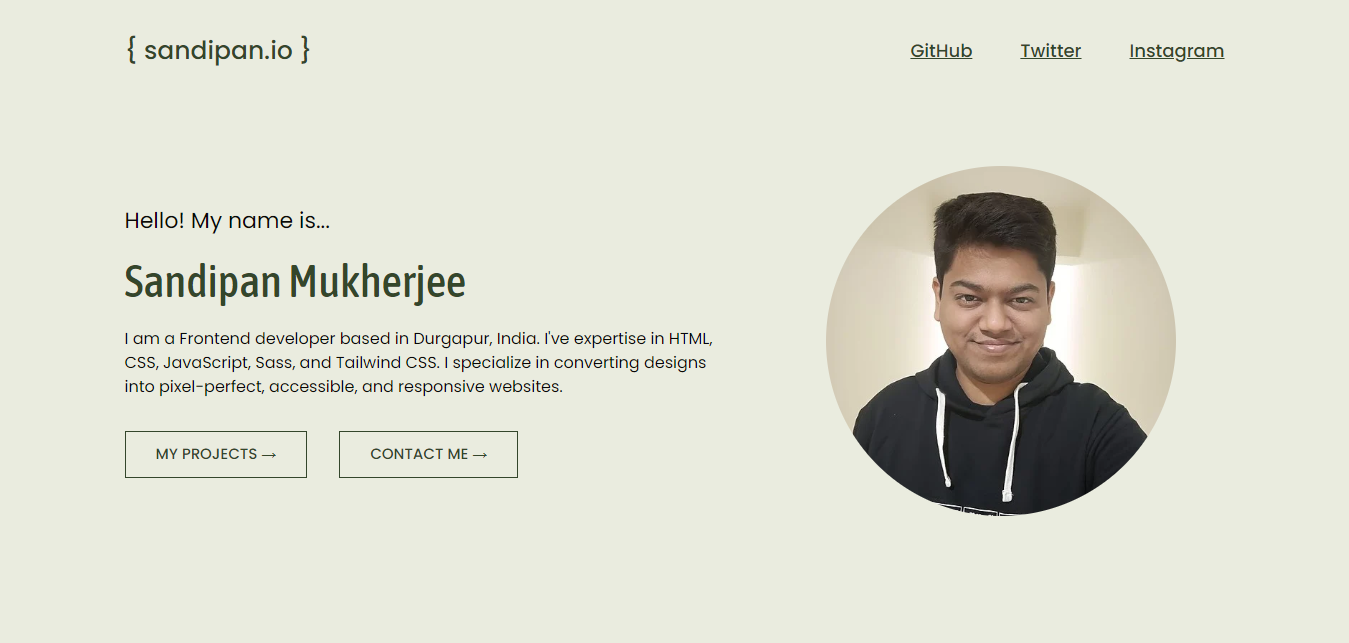 { sandipan.io }
GitHub Twitter Instagram
Hello! My name is...
Sandipan Mukherjee
I am a Frontend developer based in Durgapur, India. I've expertise in HTML,
CSS, JavaScript, Sass, and Tailwind CSS. I specialize in converting designs
into pixel-perfect, accessible, and responsive websites.
MY PROJECTS →
CONTACT ME →